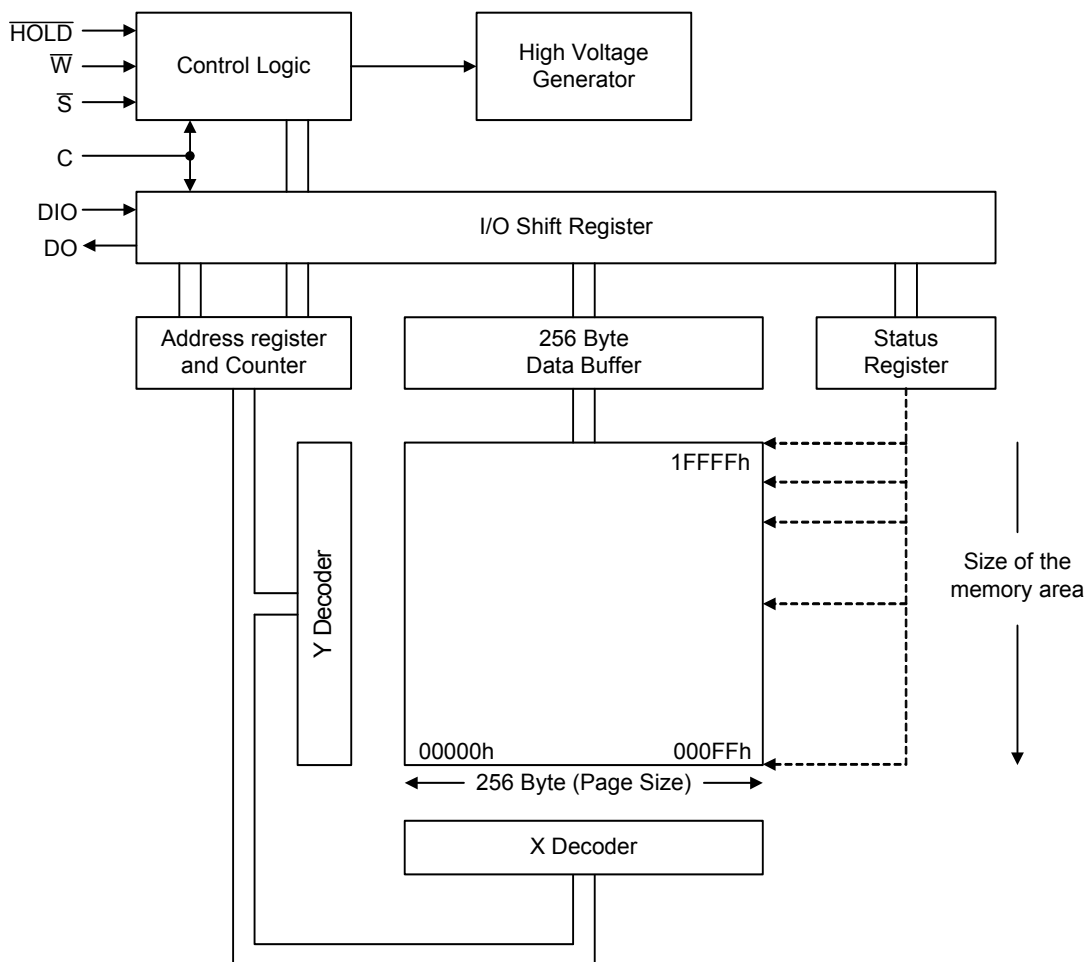 H̅O̅L̅D̅
W̅
S̅
C
DIO
DO
Control Logic
High Voltage
Generator
I/O Shift Register
Address register
and Counter
256 Byte
Data Buffer
Status
Register
Y Decoder
1FFFFh
00000h
000FFh
256 Byte (Page Size)
Size of the
memory area
X Decoder